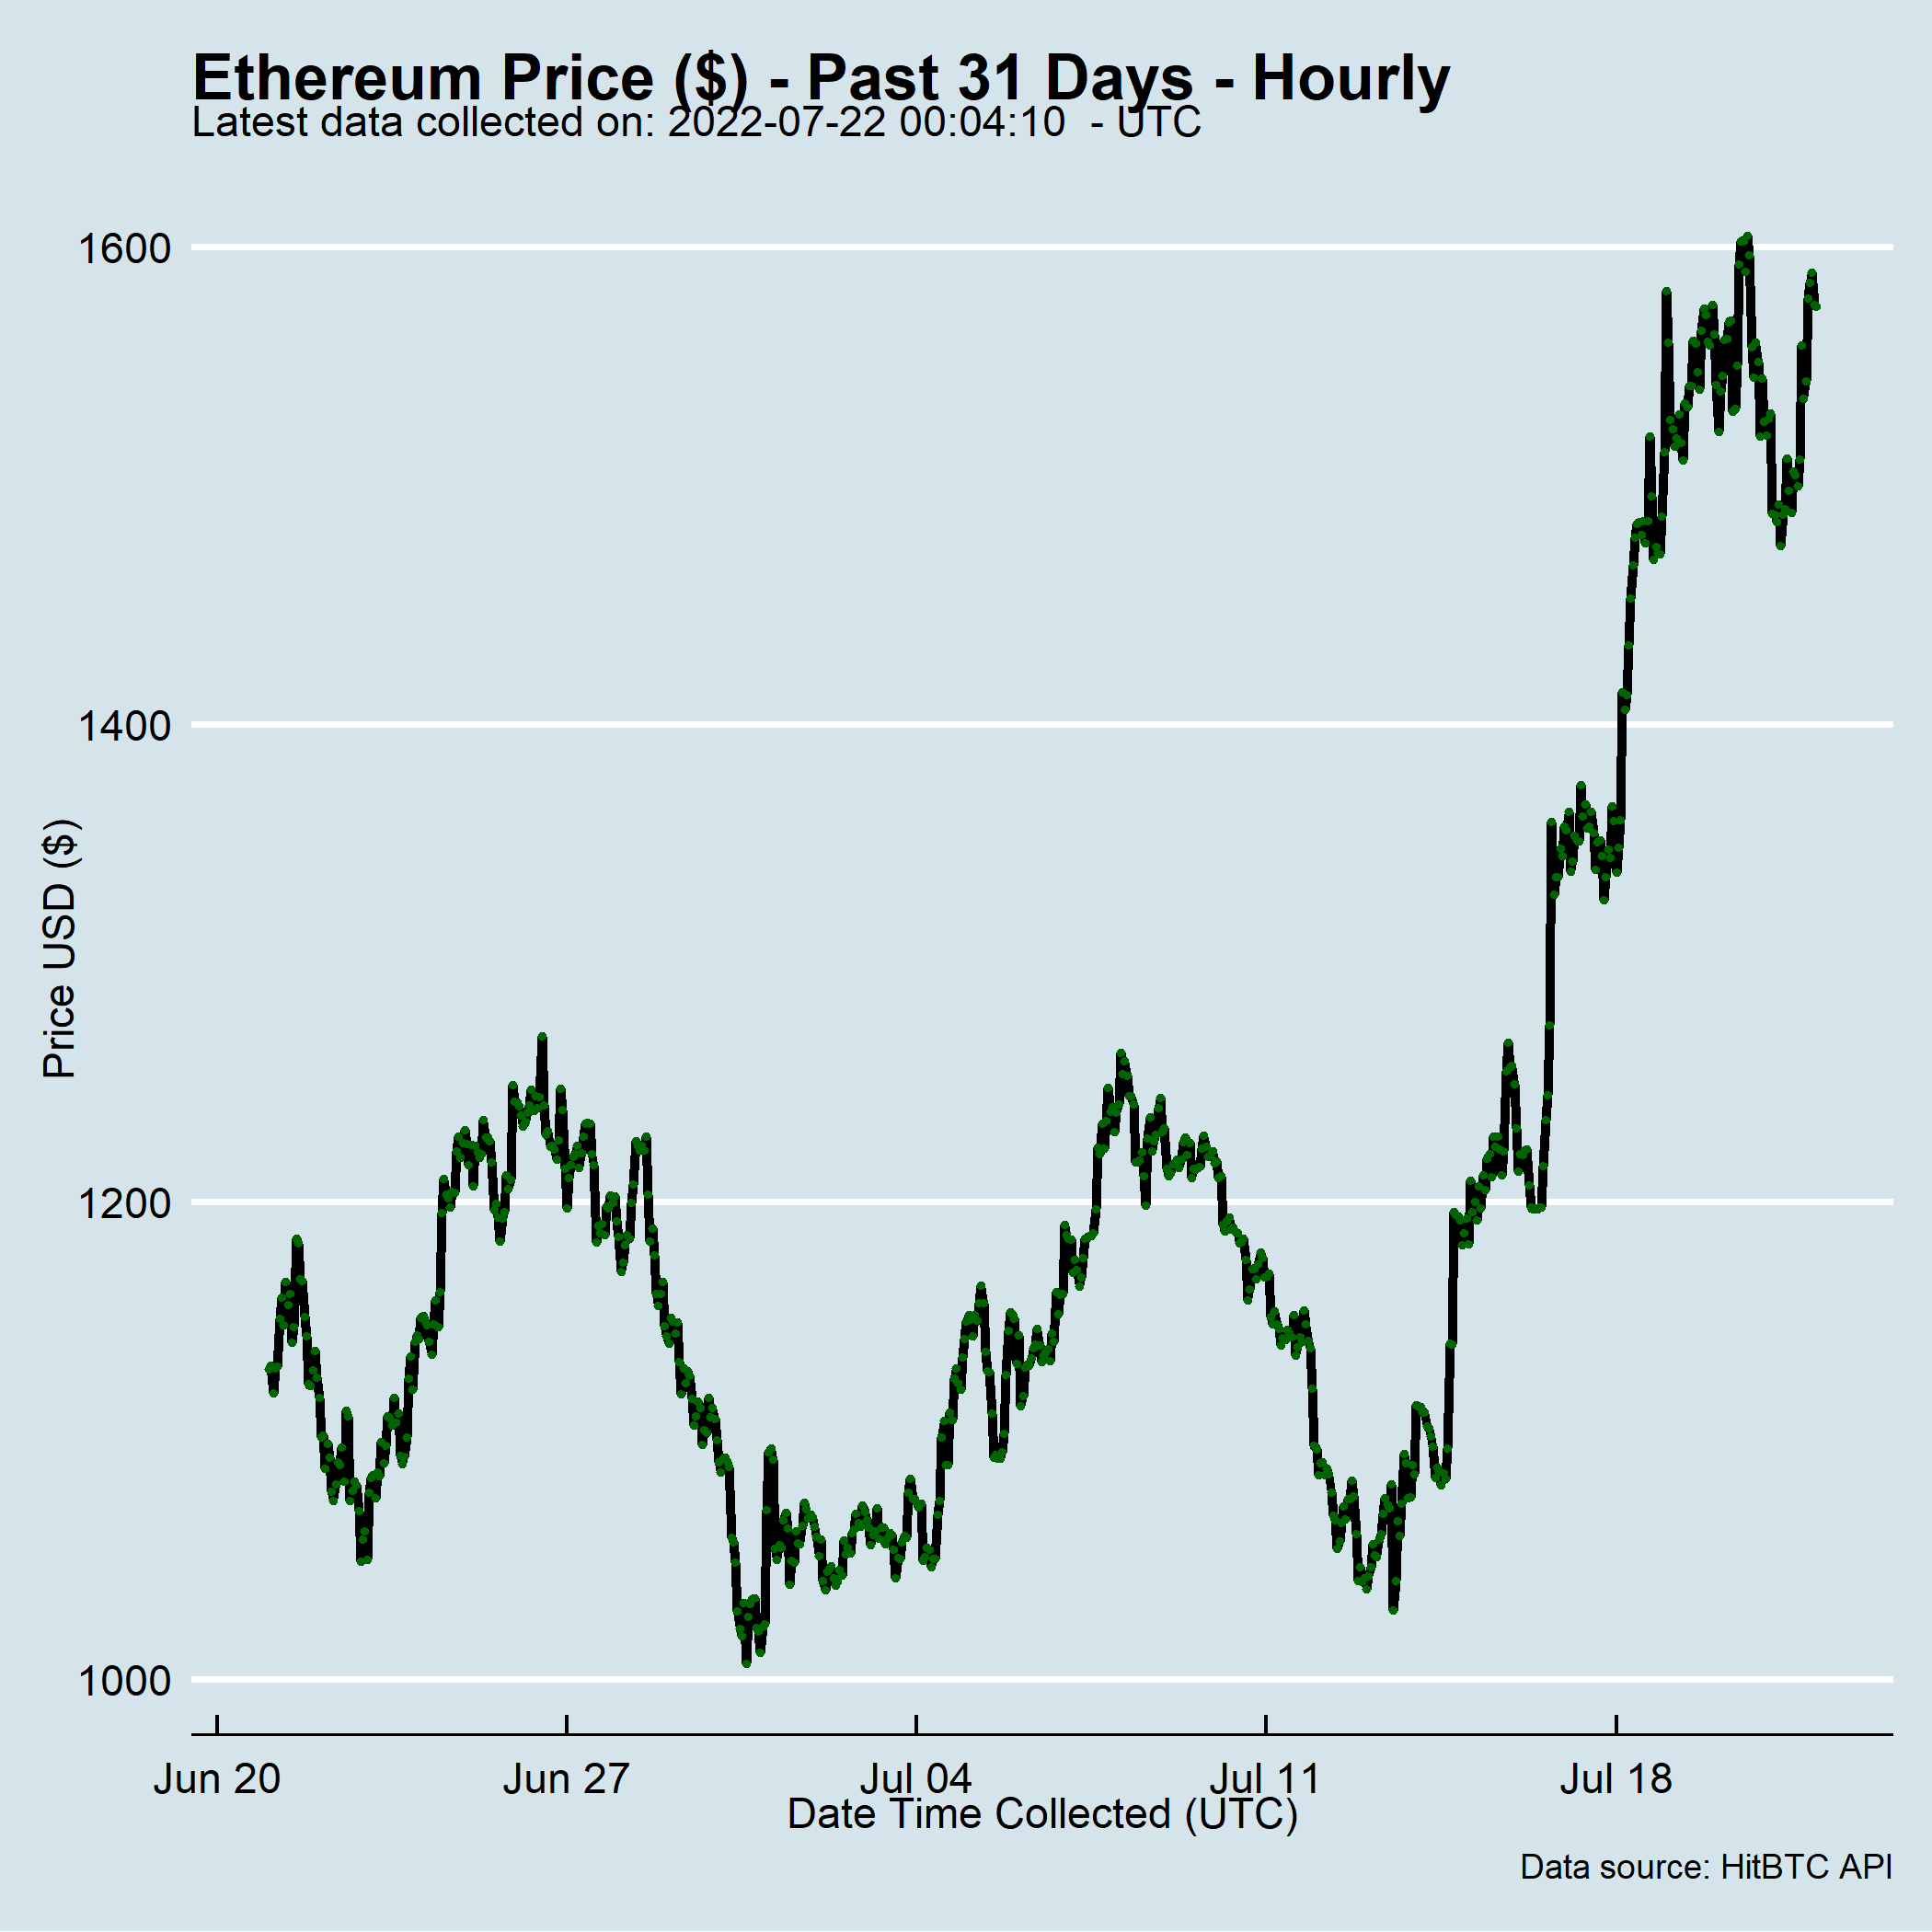 Ethereum Price ($) - Past 31 Days - Hourly
Latest data collected on: 2022-07-22 00:04:10  - UTC
1600
1400
1200
1000
Price USD ($)
Jun 20 Jun 27 Jul 04 Jul 11 Jul 18
Date Time Collected (UTC)
Data source: HitBTC API